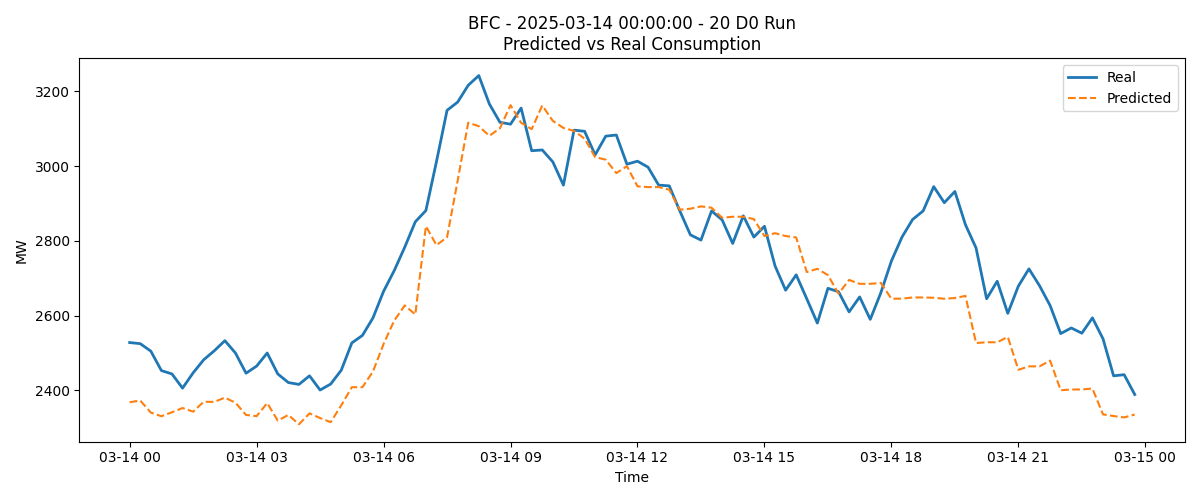 BFC - 2025-03-14 00:00:00 - 20 D0 Run
Predicted vs Real Consumption
Real
Predicted
MW
3200
3000
2800
2600
2400
03-14 00
03-14 03
03-14 06
03-14 09
03-14 12
03-14 15
03-14 18
03-14 21
03-15 00
Time